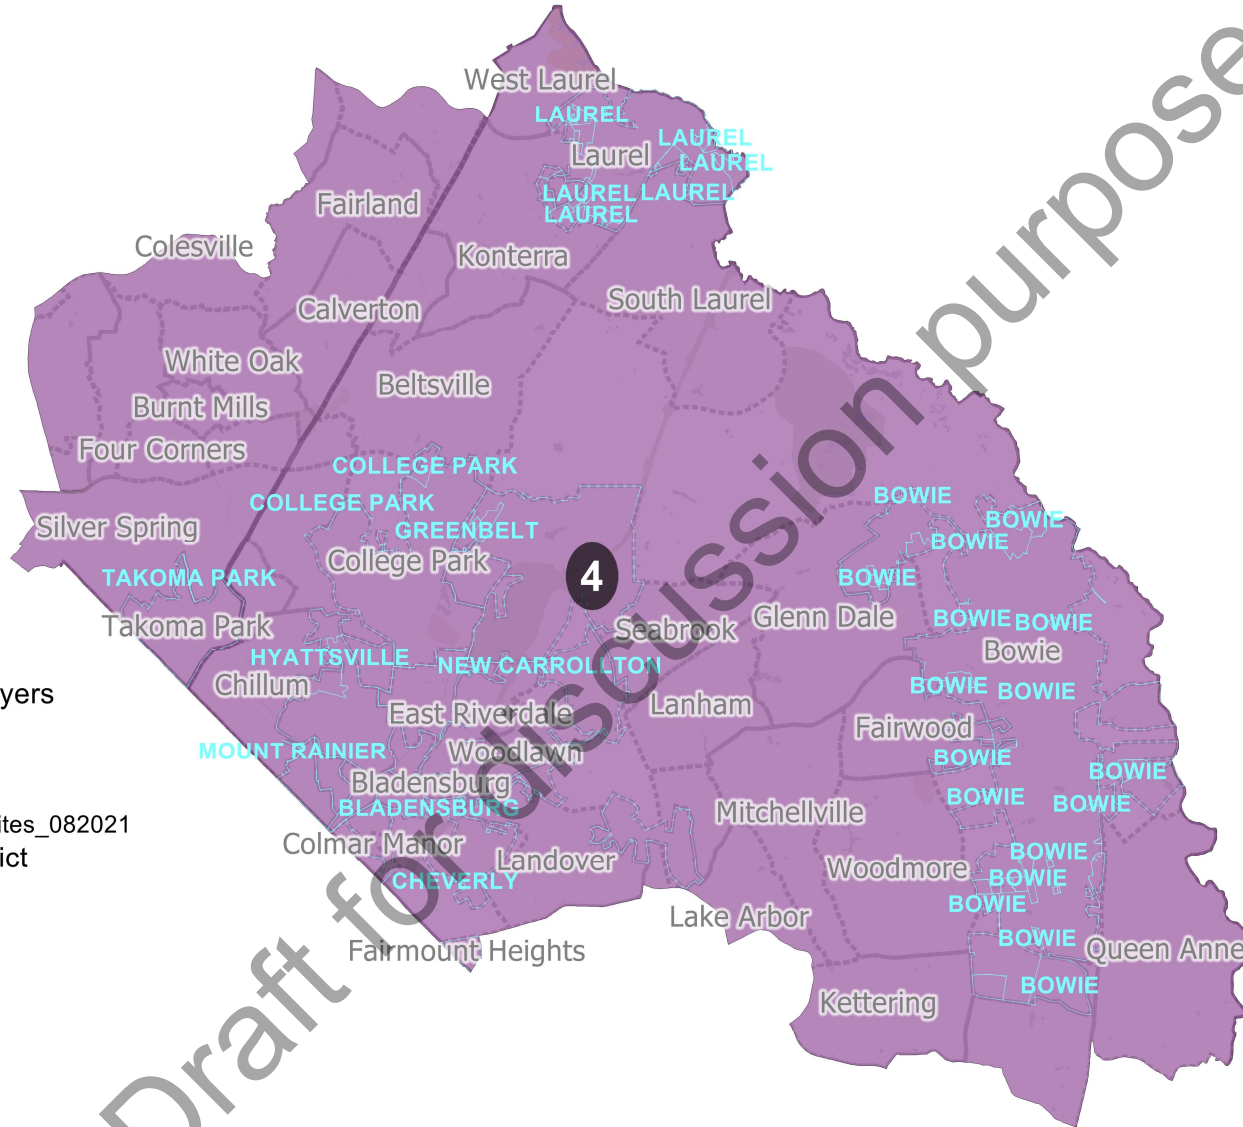 West Laurel
LAUREL
LAUREL
Laurel
LAUREL
LAUREL
LAUREL
LAUREL
Fairland
Colesville
Konterra
South Laurel
Calverton
White Oak
Beltsville
Burnt Mills
Four Corners
COLLEGE PARK
COLLEGE PARK
BOWIE
Silver Spring
GREENBELT
BOWIE
BOWIE
College Park
4
TAKOMA PARK
BOWIE
Takoma Park
Seabrook
Glenn Dale
BOWIE
BOWIE
Bowie
HYATTSVILLE
NEW CARROLLTON
Chillum
BOWIE
BOWIE
yers
East Riverdale
Lanham
Fairwood
MOUNT RAINIER
Woodlawn
BOWIE
BOWIE
Bladensburg
BLADENSBURG
Mitchellville
BOWIE
BOWIE
ites_082021
Colmar Manor
ict
Landover
BOWIE
Woodmore
BOWIE
CHEVERLY
BOWIE
Lake Arbor
BOWIE
Fairmount Heights
Queen Anne
BOWIE
Kettering
Draft for discussion purpose